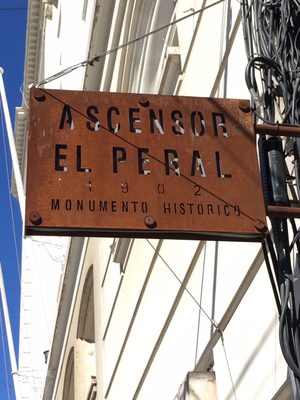 ASCENSOR
EL PERAL
1902
MONUMENTO HISTORICO